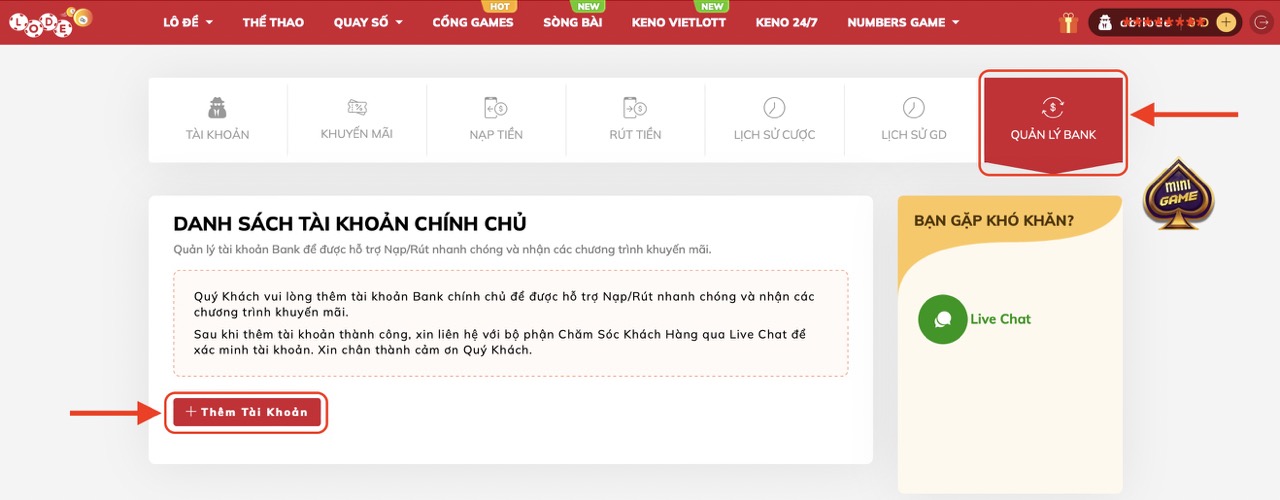 LODE
LÔ ĐỀ
THỂ THAO
QUAY SỐ
HOT
CỔNG GAMES
NEW
SÒNG BÀI
NEW
KENO VIETLOTT
KENO 24/7
NUMBERS GAME
TÀI KHOẢN
KHUYẾN MÃI
NẠP TIỀN
RÚT TIỀN
LỊCH SỬ CƯỢC
LỊCH SỬ GD
QUẢN LÝ BANK
DANH SÁCH TÀI KHOẢN CHÍNH CHỦ
Quản lý tài khoản Bank để được hỗ trợ Nạp/Rút nhanh chóng và nhận các chương trình khuyến mãi.
Quý Khách vui lòng thêm tài khoản Bank chính chủ để được hỗ trợ Nạp/Rút nhanh chóng và nhận các
chương trình khuyến mãi.
Sau khi thêm tài khoản thành công, xin liên hệ với bộ phận Chăm Sóc Khách Hàng qua Live Chat để
xác minh tài khoản. Xin chân thành cảm ơn Quý Khách.
+ Thêm Tài Khoản
BẠN GẶP KHÓ KHĂN?
Live Chat
mini
GAME